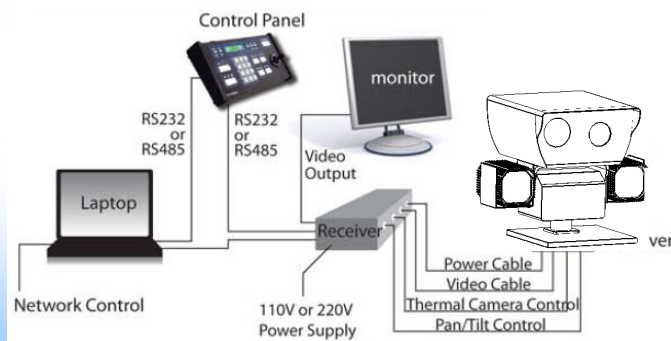 Control Panel
monitor
RS232
or
RS485
RS232
or
RS485
Video
Output
Laptop
Receiver
ver
Power Cable
Video Cable
Thermal Camera Control
Pan/Tilt Control
Network Control
110V or 220V
Power Supply